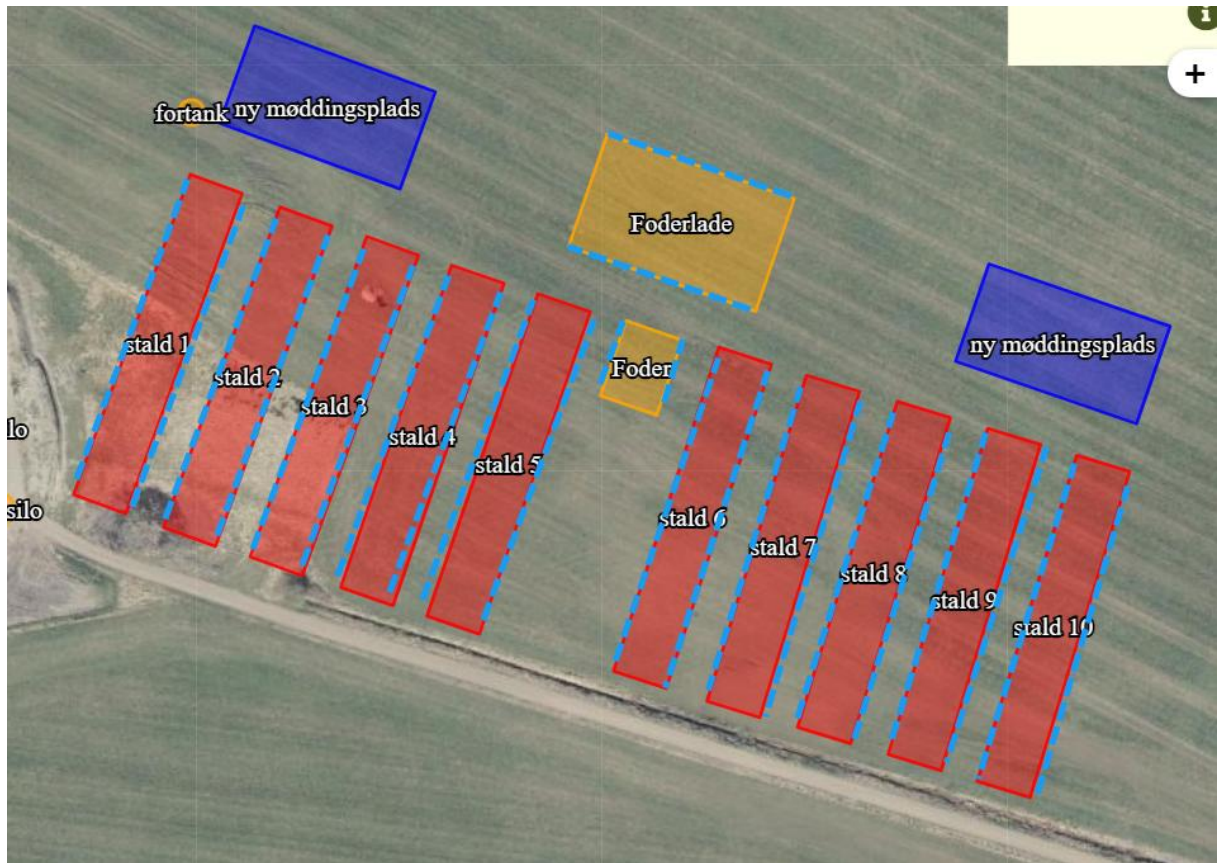 fortank
ny møddingsplads
Foderlade
ny møddingsplads
Foder
stald 1
stald 2
stald 3
stald 4
stald 5
stald 6
stald 7
stald 8
stald 9
stald 10
lo
silo
i
+